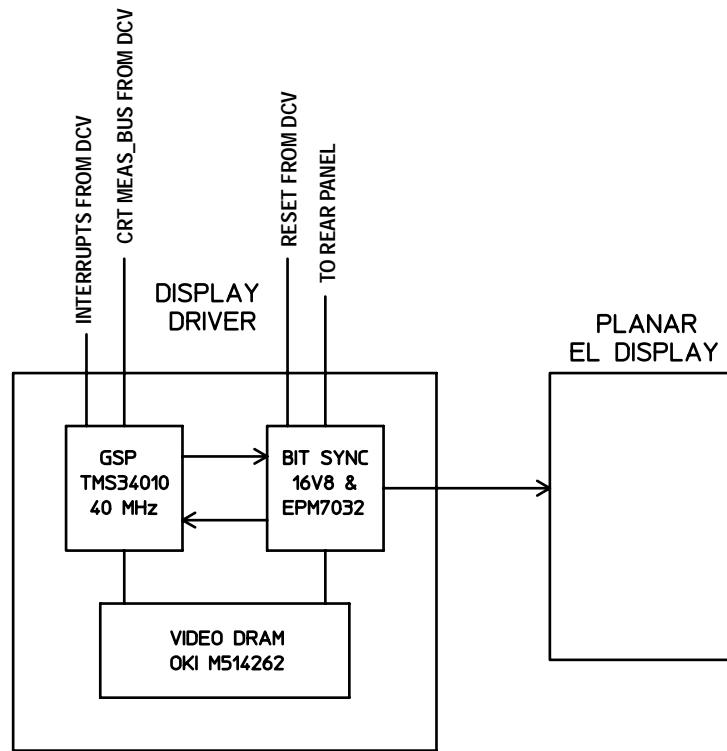 INTERRUPTS FROM DCV
CRT MEAS_BUS FROM DCV
RESET FROM DCV
TO REAR PANEL
DISPLAY
DRIVER
PLANAR
EL DISPLAY
GSP
TMS34010
40 MHz
BIT SYNC
16V8 &
EPM7032
VIDEO DRAM
OKI M514262